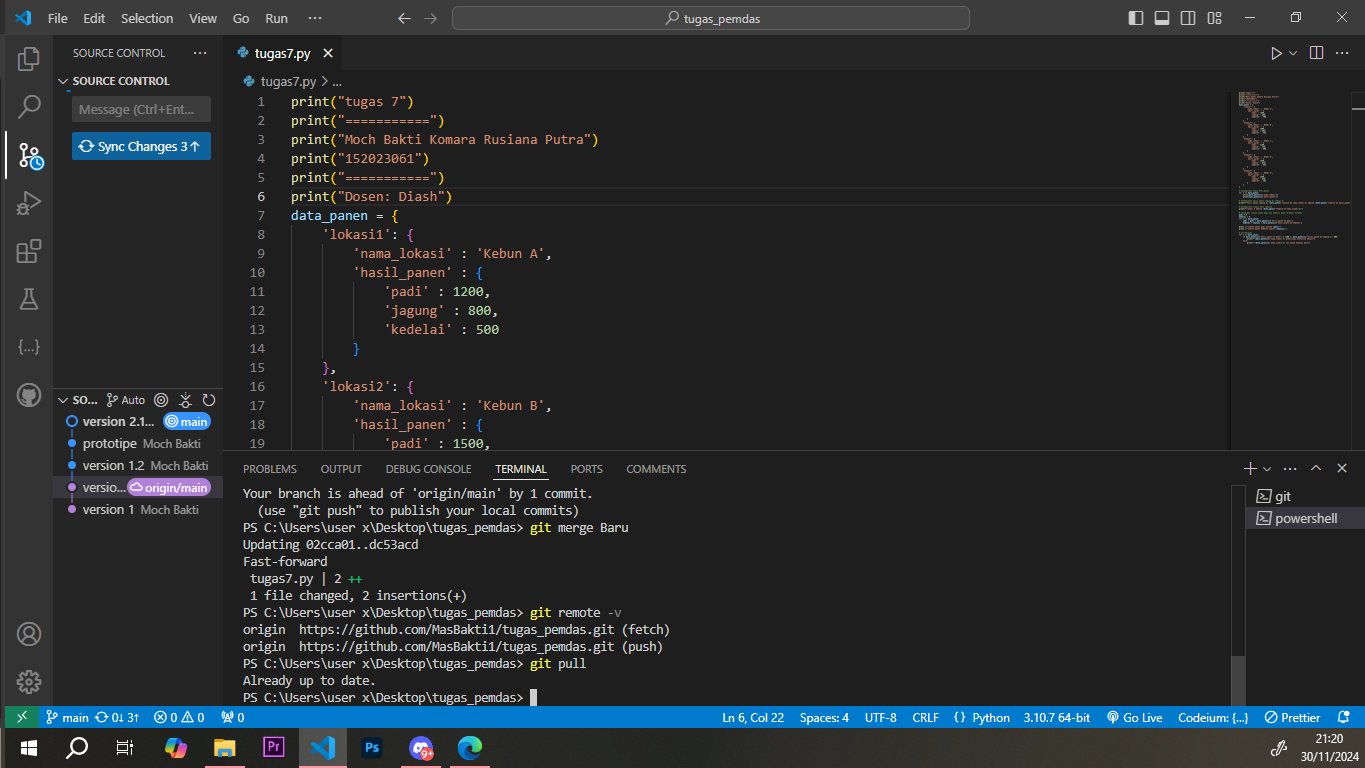 File Edit Selection View Go Run ···
tugas_pemdas
SOURCE CONTROL ···
SOURCE CONTROL
Message (Ctrl+Ent...
Sync Changes 3↑
SO... Auto
version 2.1... main
prototipe Moch Bakti
version 1.2 Moch Bakti
versio... origin/main
version 1 Moch Bakti
tugas7.py
tugas7.py > ...
1 print("tugas 7")
2 print("===========")
3 print("Moch Bakti Komara Rusiana Putra")
4 print("152023061")
5 print("===========")
6 print("Dosen: Diash")
7 data_panen = {
8 'lokasi1': {
9 'nama_lokasi' : 'Kebun A',
10 'hasil_panen' : {
11 'padi' : 1200,
12 'jagung' : 800,
13 'kedelai' : 500
14 }
15 },
16 'lokasi2': {
17 'nama_lokasi' : 'Kebun B',
18 'hasil_panen' : {
19 'padi' : 1500,
PROBLEMS OUTPUT DEBUG CONSOLE TERMINAL PORTS COMMENTS
Your branch is ahead of 'origin/main' by 1 commit.
(use "git push" to publish your local commits)
PS C:\Users\user x\Desktop\tugas_pemdas> git merge Baru
Updating 02cca01..dc53acd
Fast-forward
tugas7.py | 2 ++
1 file changed, 2 insertions(+)
PS C:\Users\user x\Desktop\tugas_pemdas> git remote -v
origin https://github.com/MasBakti1/tugas_pemdas.git (fetch)
origin https://github.com/MasBakti1/tugas_pemdas.git (push)
PS C:\Users\user x\Desktop\tugas_pemdas> git pull
Already up to date.
PS C:\Users\user x\Desktop\tugas_pemdas>
git
powershell
main 0↓ 3↑ 0 0 0 Ln 6, Col 22 Spaces: 4 UTF-8 CRLF {} Python 3.10.7 64-bit Go Live Codeium: {...} Prettier
Pr Ps 9+
21:20
30/11/2024